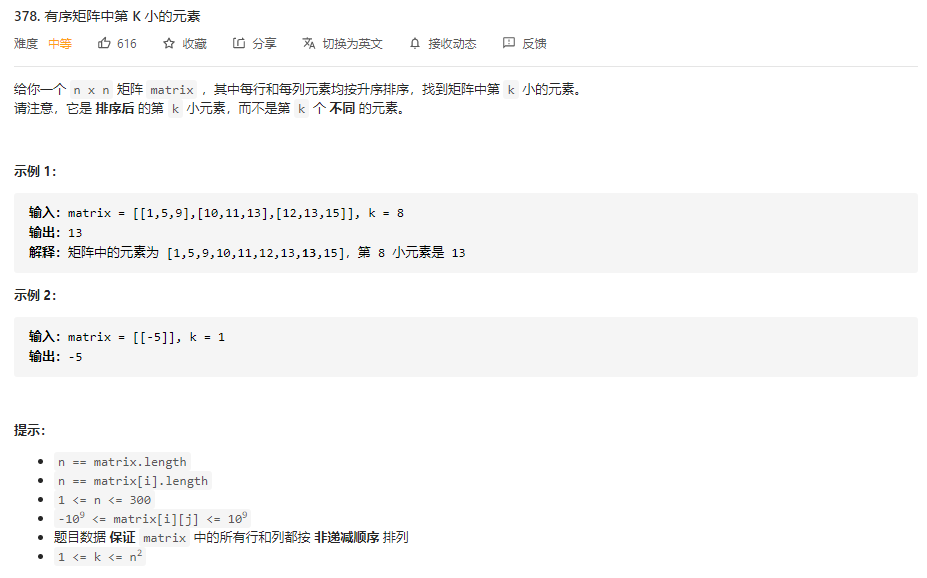 378. 有序矩阵中第 K 小的元素
难度 中等 616 收藏 分享 切换为英文 接收动态 反馈
给你一个 n x n 矩阵 matrix ，其中每行和每列元素均按升序排序，找到矩阵中第 k 小的元素。
请注意，它是 排序后 的第 k 小元素，而不是第 k 个 不同 的元素。
示例 1：
输入：matrix = [[1,5,9],[10,11,13],[12,13,15]], k = 8
输出：13
解释：矩阵中的元素为 [1,5,9,10,11,12,13,13,15]，第 8 小元素是 13
示例 2：
输入：matrix = [[-5]], k = 1
输出：-5
提示：
n == matrix.length
n == matrix[i].length
1 <= n <= 300
-10⁹ <= matrix[i][j] <= 10⁹
题目数据 保证 matrix 中的所有行和列都按 非递减顺序 排列
1 <= k <= n²